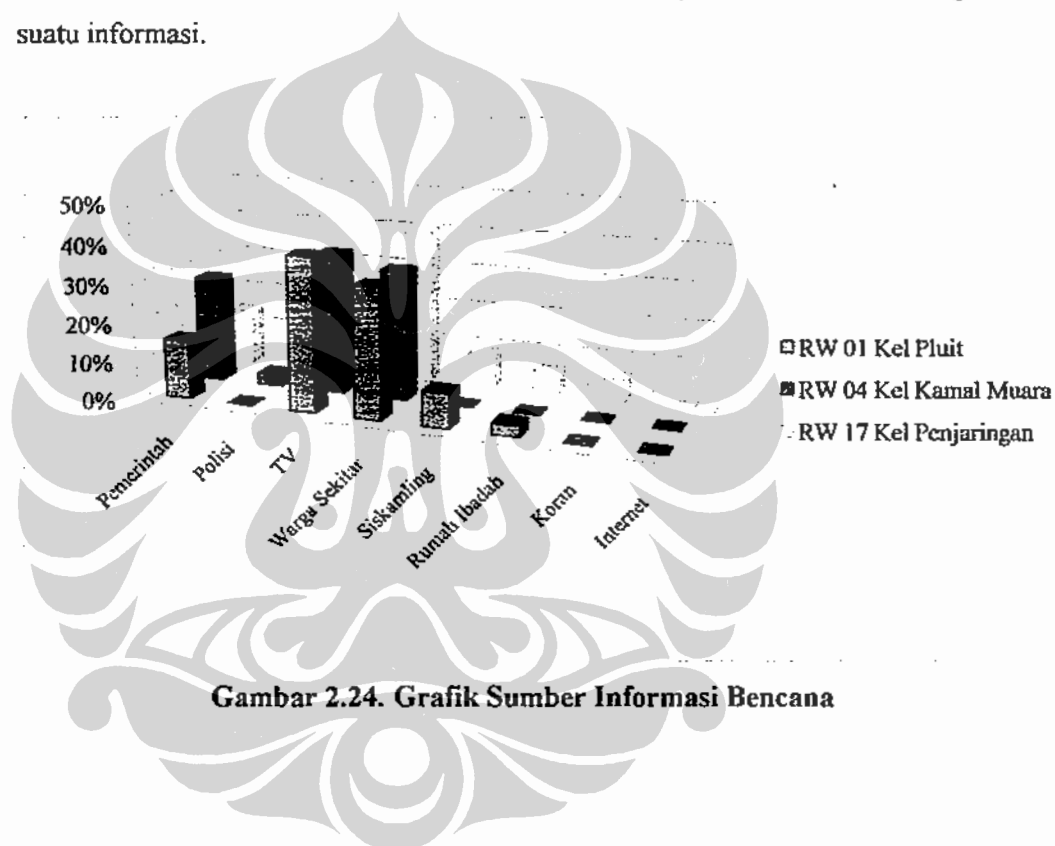 suatu informasi.
50%
40%
30%
20%
10%
0%
Pemerintah
Polisi
TV
Warga Sekitar
Siskamling
Rumah Ibadah
Koran
Internet
RW 01 Kel Pluit
RW 04 Kel Kamal Muara
RW 17 Kel Penjaringan
Gambar 2.24. Grafik Sumber Informasi Bencana